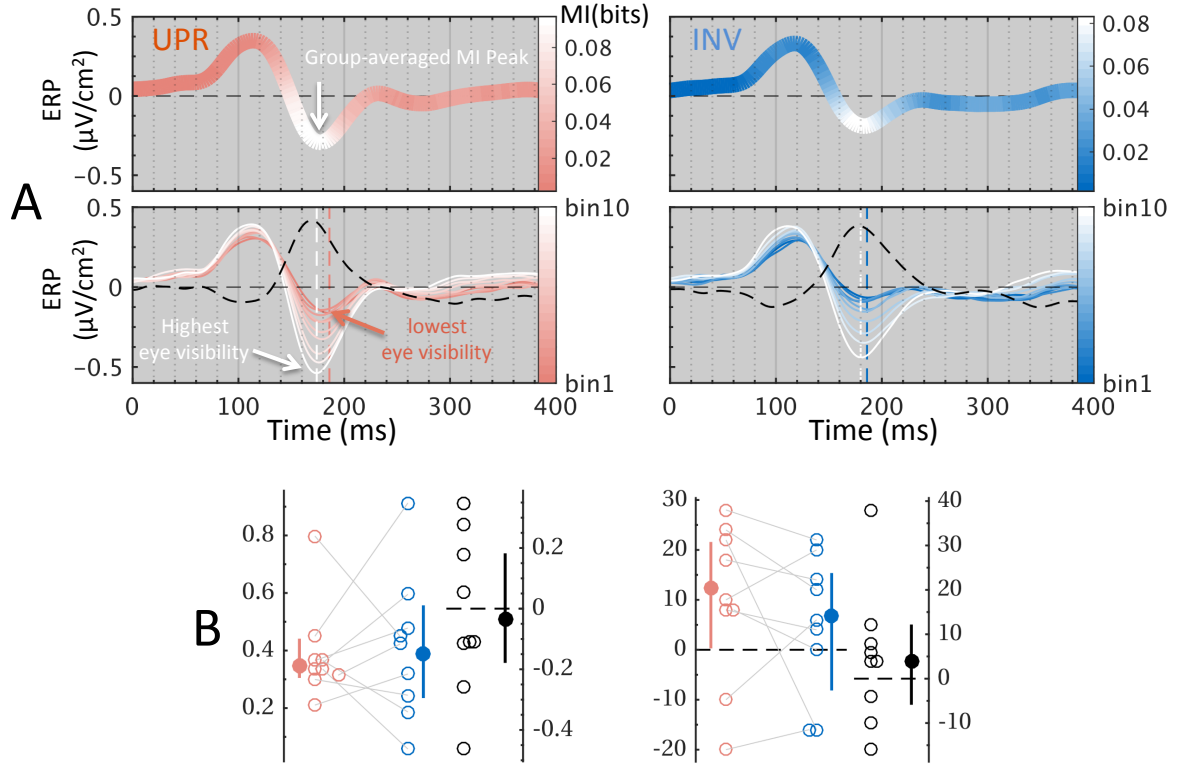 MI(bits)
0.5
UPR
Group-averaged MI Peak
0
−0.5
ERP
(µV/cm²)
0.08
0.06
0.04
0.02
INV
0.08
0.06
0.04
0.02
A
0.5
0
−0.5
ERP
(µV/cm²)
Highest
eye visibility
lowest
eye visibility
bin10
bin1
0
100
200
300
400
Time (ms)
bin10
bin1
0
100
200
300
400
Time (ms)
B
0.8
0.6
0.4
0.2
0.2
0
-0.2
-0.4
30
20
10
0
-10
-20
40
30
20
10
0
-10